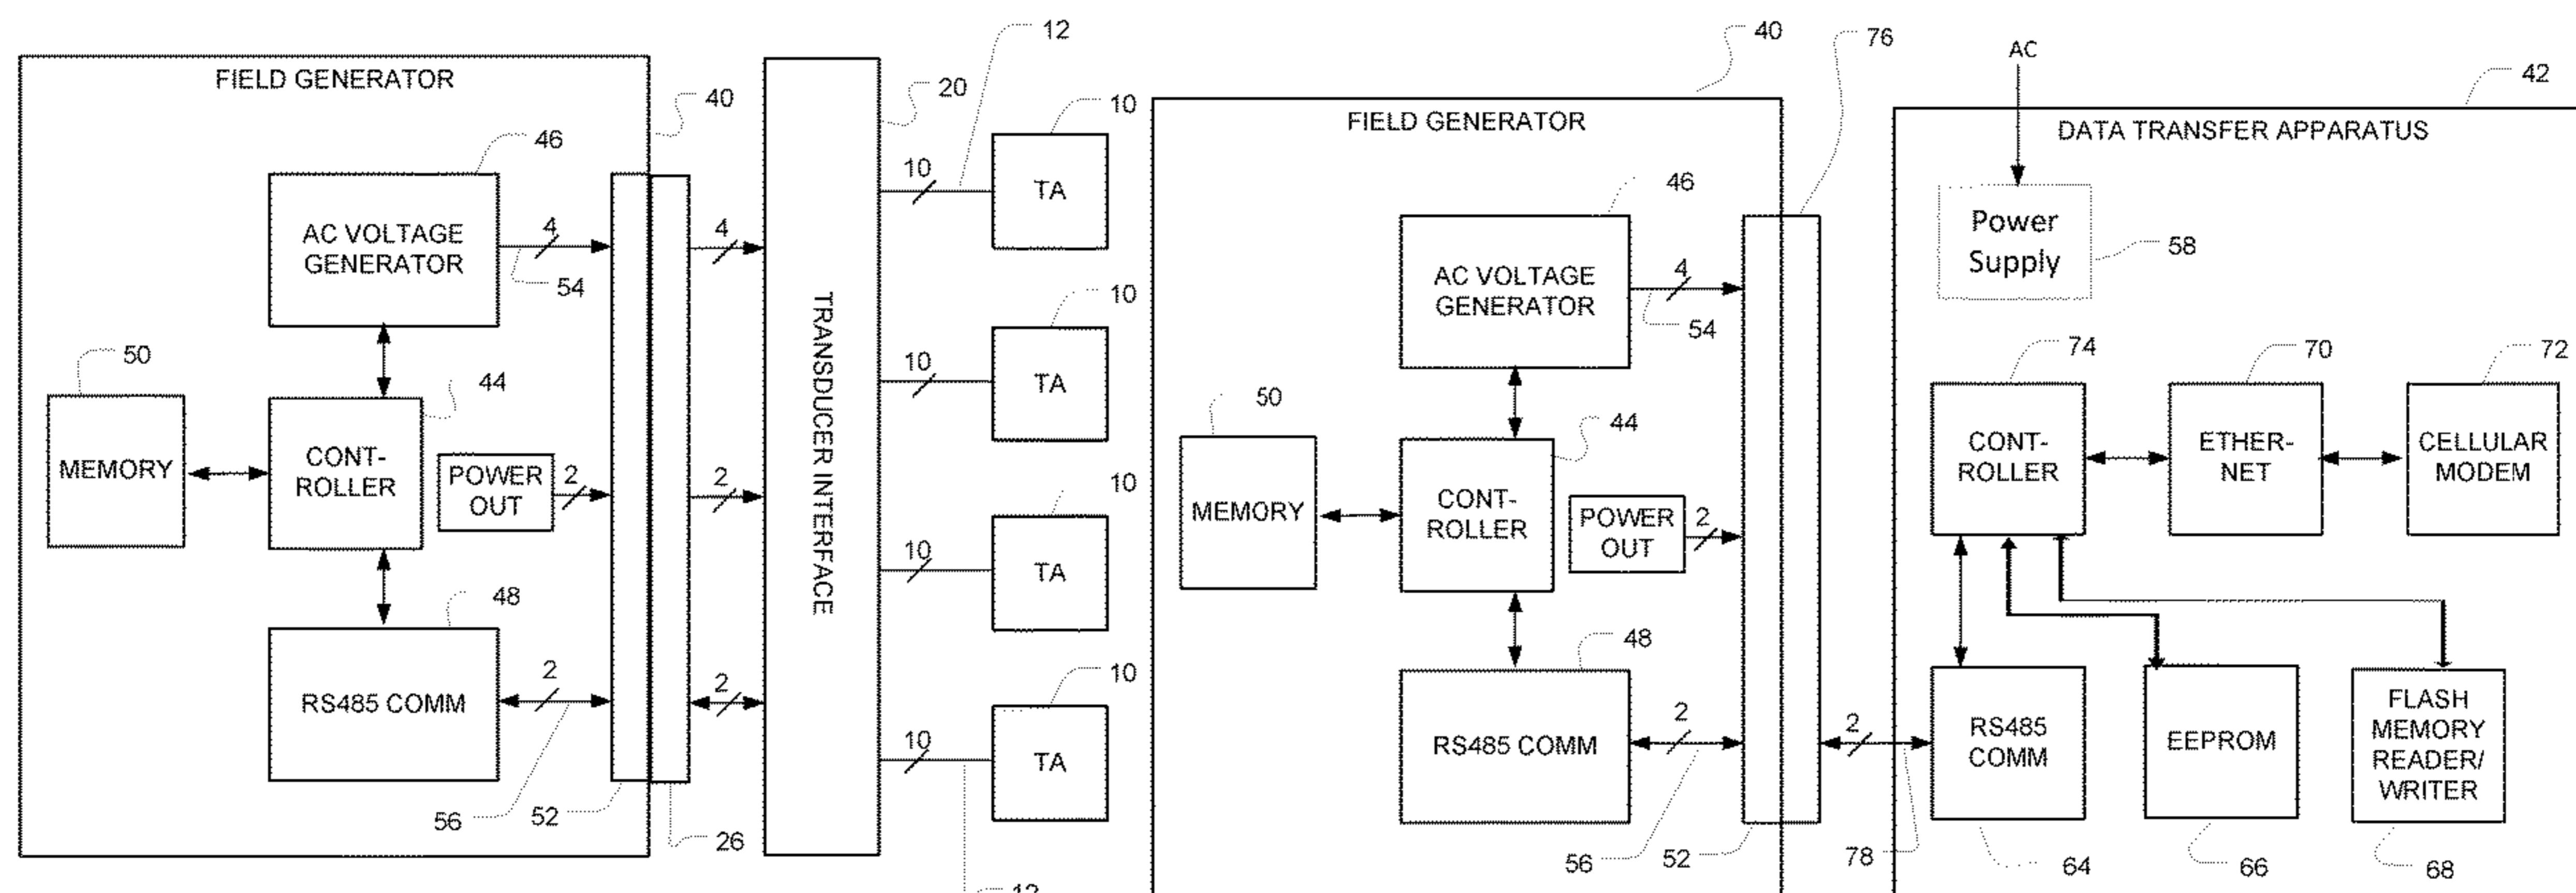 FIELD GENERATOR
40
46
AC VOLTAGE
GENERATOR
4
54
50
MEMORY
44
CONT-
ROLLER
POWER
OUT
2
48
RS485 COMM
2
56
52
26
4
2
2
TRANSDUCER INTERFACE
20
12
10
10
TA
10
10
TA
10
10
TA
10
10
TA
12
FIELD GENERATOR
40
76
46
AC VOLTAGE
GENERATOR
4
54
50
MEMORY
44
CONT-
ROLLER
POWER
OUT
2
48
RS485 COMM
2
56
52
2
78
AC
42
DATA TRANSFER APPARATUS
Power
Supply
58
74
CONT-
ROLLER
70
ETHER-
NET
72
CELLULAR
MODEM
RS485
COMM
64
EEPROM
66
FLASH
MEMORY
READER/
WRITER
68